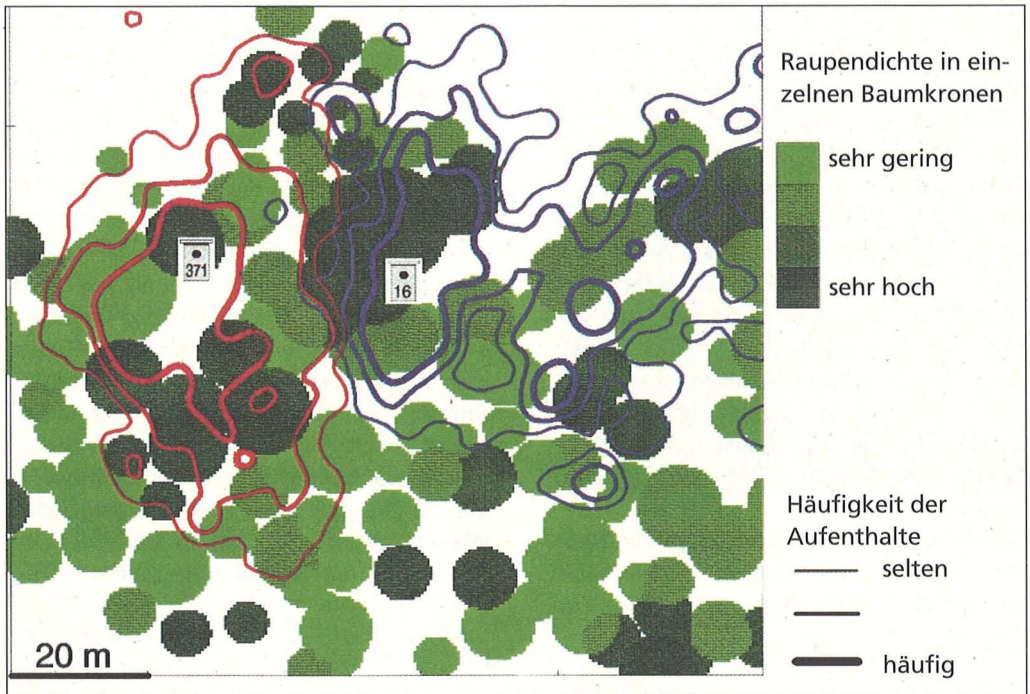 Raupendichte in ein-
zelnen Baumkronen
sehr gering
sehr hoch
371
16
Häufigkeit der
Aufenthalte
selten
häufig
20 m